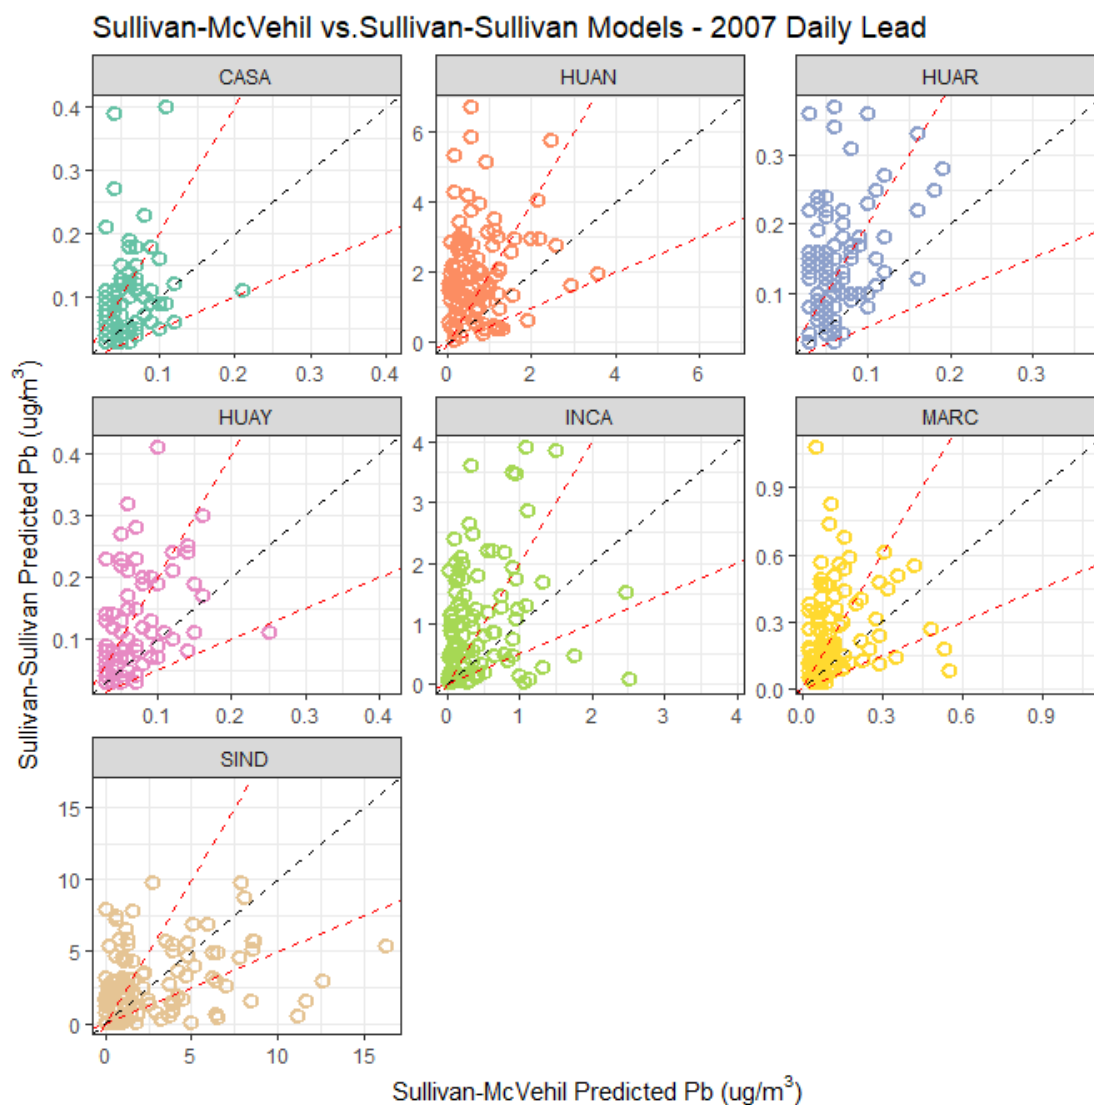 Sullivan-McVehil vs.Sullivan-Sullivan Models - 2007 Daily Lead
CASA
HUAN
HUAR
0.4
0.3
0.2
0.1
0.1 0.2 0.3 0.4
6
4
2
0
0 2 4 6
0.3
0.2
0.1
0.1 0.2 0.3
HUAY
INCA
MARC
0.4
0.3
0.2
0.1
0.1 0.2 0.3 0.4
4
3
2
1
0
0 1 2 3 4
0.9
0.6
0.3
0.0
0.0 0.3 0.6 0.9
SIND
15
10
5
0
0 5 10 15
Sullivan-Sullivan Predicted Pb (ug/m³)
Sullivan-McVehil Predicted Pb (ug/m³)